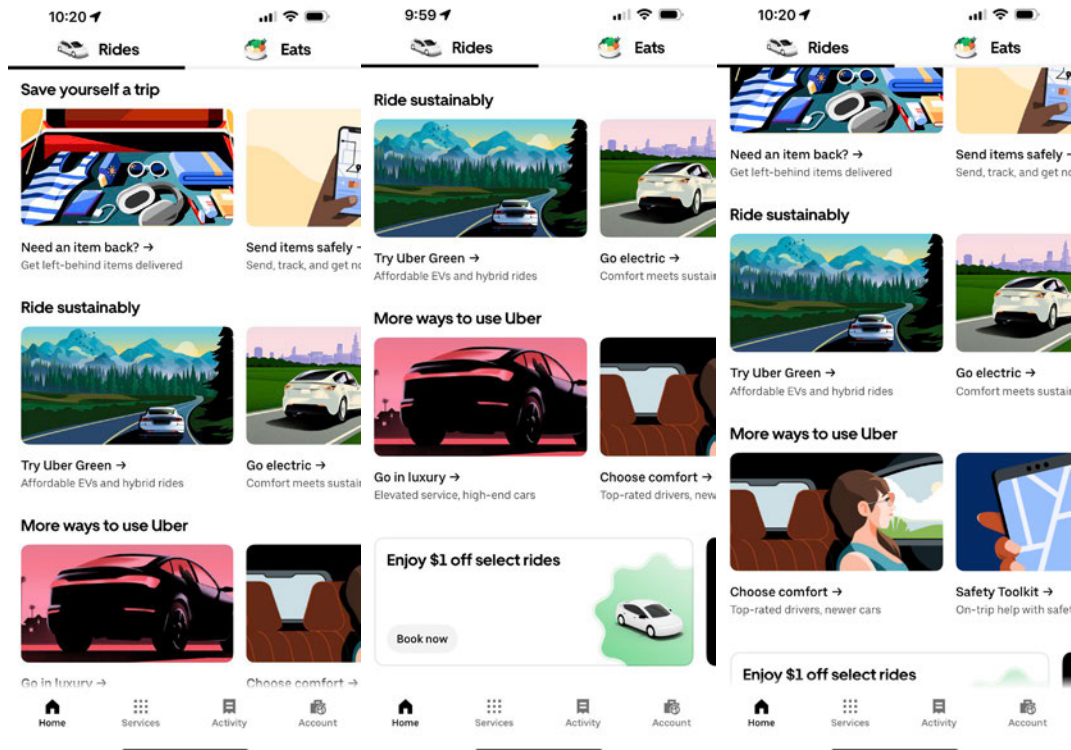 10:20
Rides
Eats
Save yourself a trip
Need an item back? →
Get left-behind items delivered
Send items safely
Send, track, and get
Ride sustainably
Try Uber Green →
Affordable EVs and hybrid rides
Go electric →
Comfort meets
More ways to use Uber
Go in luxury →
Choose comfort →
Home
Services
Activity
Account
9:59
Rides
Eats
Ride sustainably
Try Uber Green →
Affordable EVs and hybrid rides
Go electric →
Comfort meets
More ways to use Uber
Go in luxury →
Elevated service, high-end cars
Choose comfort →
Top-rated drivers, new
Enjoy $1 off select rides
Book now
Home
Services
Activity
Account
10:20
Rides
Eats
Need an item back? →
Get left-behind items delivered
Send items safely
Send, track, and get
Ride sustainably
Try Uber Green →
Affordable EVs and hybrid rides
Go electric →
Comfort meets
More ways to use Uber
Choose comfort →
Top-rated drivers, newer cars
Safety Toolkit →
On-trip help with
Enjoy $1 off select rides
Home
Services
Activity
Account